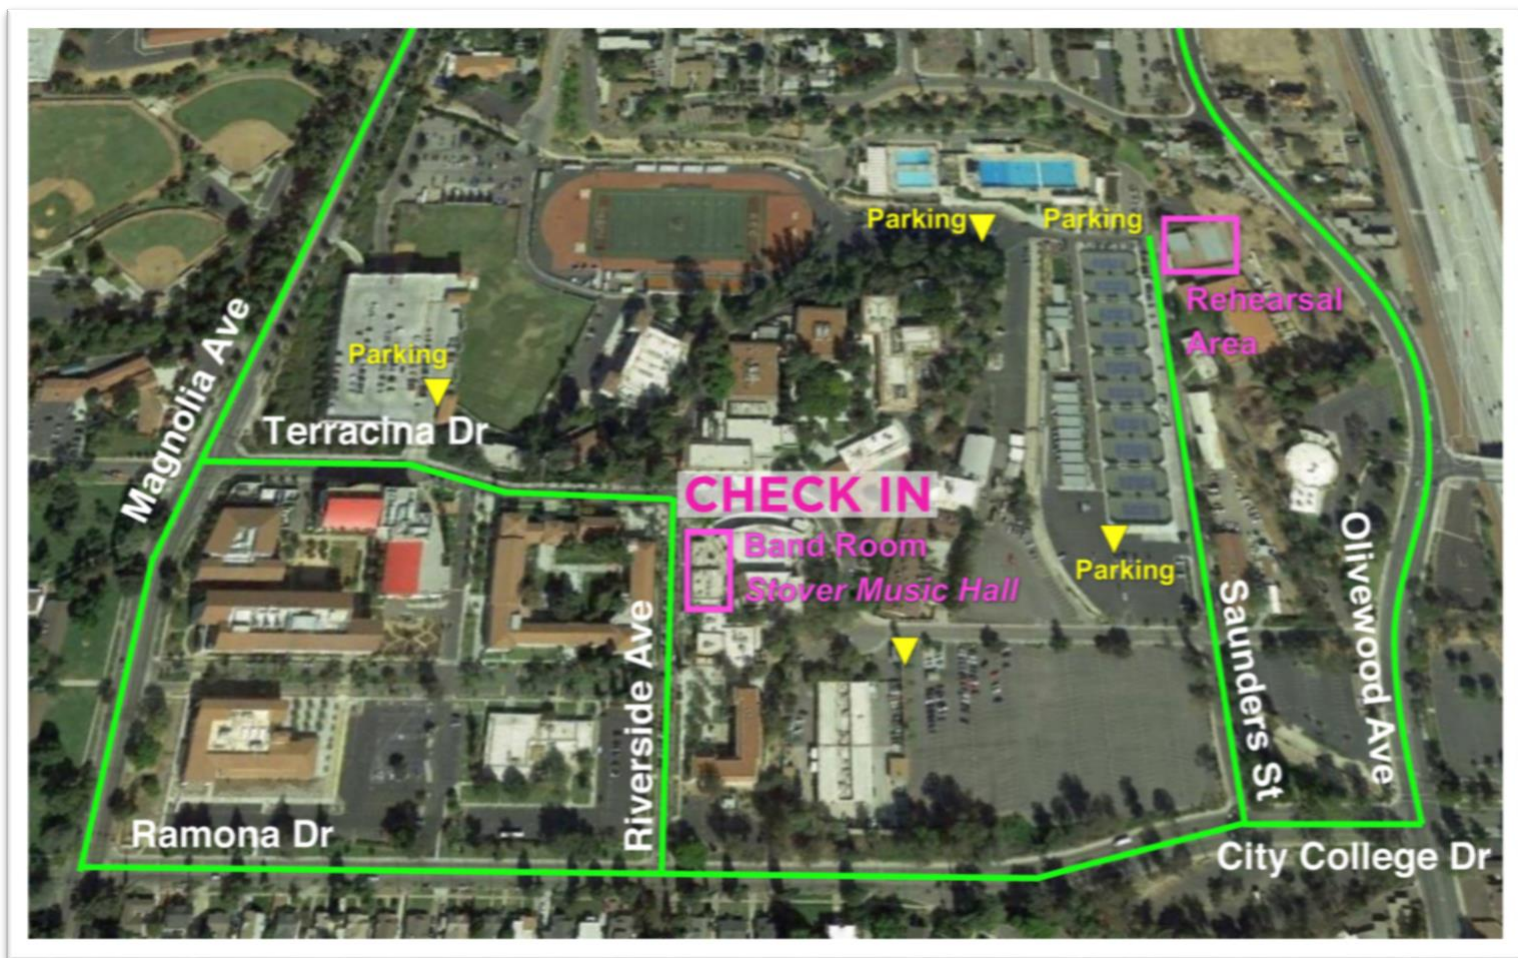 Parking
Parking
Rehearsal
Area
Magnolia Ave
Parking
Terracina Dr
CHECK IN
Band Room
Stover Music Hall
Parking
Olivewood Ave
Saunders St
Riverside Ave
Ramona Dr
City College Dr